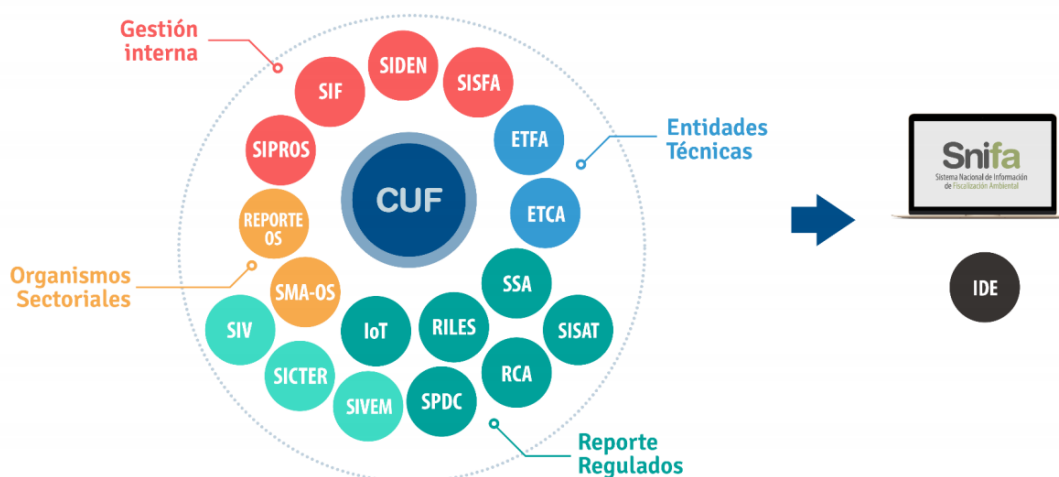 Gestión
interna
SIDEN
SIF
SISFA
SIPROS
ETFA
Entidades
Técnicas
CUF
ETCA
REPORTE
OS
Organismos
Sectoriales
SMA-OS
SSA
SIV
IoT
RILES
SISAT
SICTER
RCA
SIVEM
SPDC
Reporte
Regulados
Snifa
Sistema Nacional de Información
de Fiscalización Ambiental
IDE